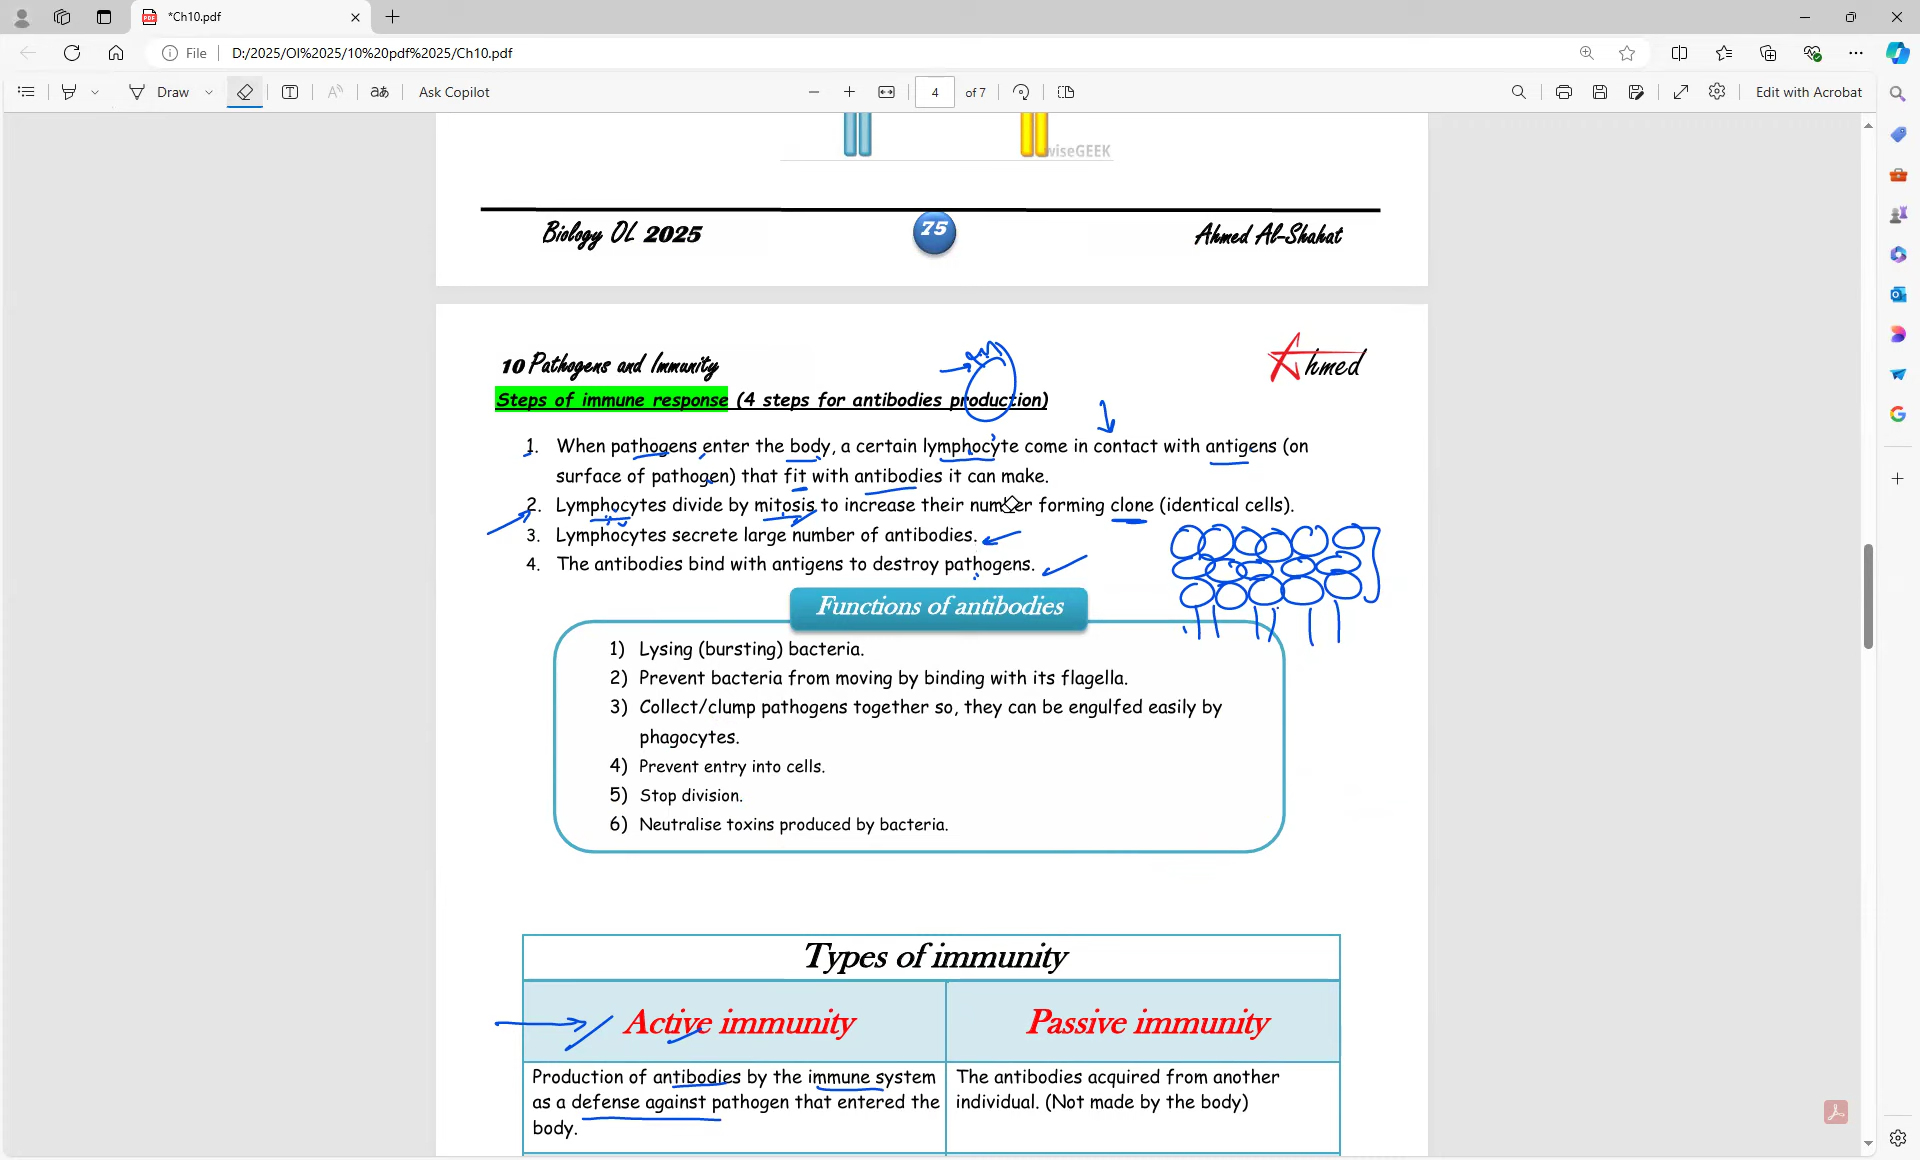 *Ch10.pdf
File D:/2025/Ol%2025/10%20pdf%2025/Ch10.pdf
Draw Ask Copilot 4 of 7 Edit with Acrobat
wiseGEEK
Biology OL 2025 75 Ahmed Al-Shahat
10 Pathogens and Immunity Ahmed
Steps of immune response (4 steps for antibodies production)
1. When pathogens enter the body, a certain lymphocyte come in contact with antigens (on
surface of pathogen) that fit with antibodies it can make.
2. Lymphocytes divide by mitosis to increase their number forming clone (identical cells).
3. Lymphocytes secrete large number of antibodies.
4. The antibodies bind with antigens to destroy pathogens.
Functions of antibodies
1) Lysing (bursting) bacteria.
2) Prevent bacteria from moving by binding with its flagella.
3) Collect/clump pathogens together so, they can be engulfed easily by
phagocytes.
4) Prevent entry into cells.
5) Stop division.
6) Neutralise toxins produced by bacteria.
Types of immunity
Active immunity Passive immunity
Production of antibodies by the immune system
as a defense against pathogen that entered the
body.
The antibodies acquired from another
individual. (Not made by the body)